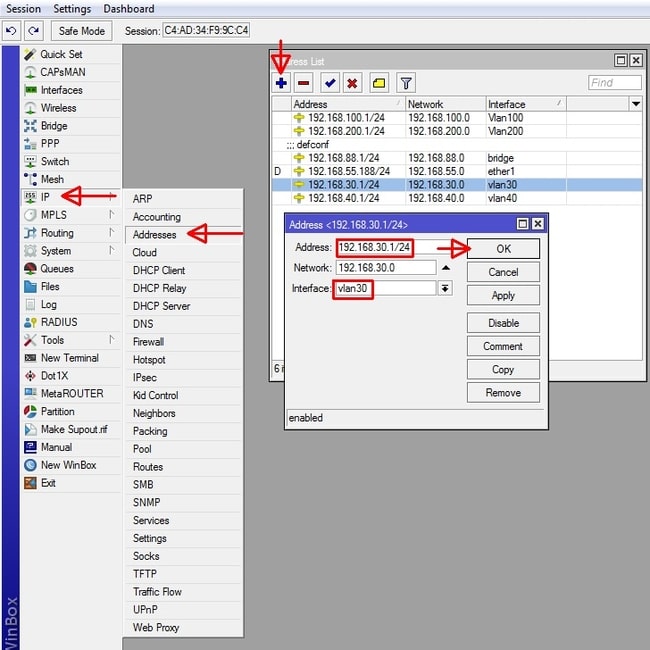 Session Settings Dashboard
Safe Mode Session: C4:AD:34:F9:9C:C4
Quick Set
CAPsMAN
Interfaces
Wireless
Bridge
PPP
Switch
Mesh
IP
MPLS
Routing
System
Queues
Files
Log
RADIUS
Tools
New Terminal
Dot1X
MetaROUTER
Partition
Make Supout.rif
Manual
New WinBox
Exit
WinBox
ARP
Accounting
Addresses
Cloud
DHCP Client
DHCP Relay
DHCP Server
DNS
Firewall
Hotspot
IPsec
Kid Control
Neighbors
Packing
Pool
Routes
SMB
SNMP
Services
Settings
Socks
TFTP
Traffic Flow
UPnP
Web Proxy
List
Find
Address Network Interface
192.168.100.1/24 192.168.100.0 Vlan100
192.168.200.1/24 192.168.200.0 Vlan200
;;; defconf
192.168.88.1/24 192.168.88.0 bridge
D 192.168.55.188/24 192.168.55.0 ether1
192.168.30.1/24 192.168.30.0 vlan30
192.168.40.1/24 192.168.40.0 vlan40
Address <192.168.30.1/24>
Address: 192.168.30.1/24 OK
Network: 192.168.30.0 Cancel
Interface: vlan30 Apply
Disable
Comment
Copy
Remove
enabled